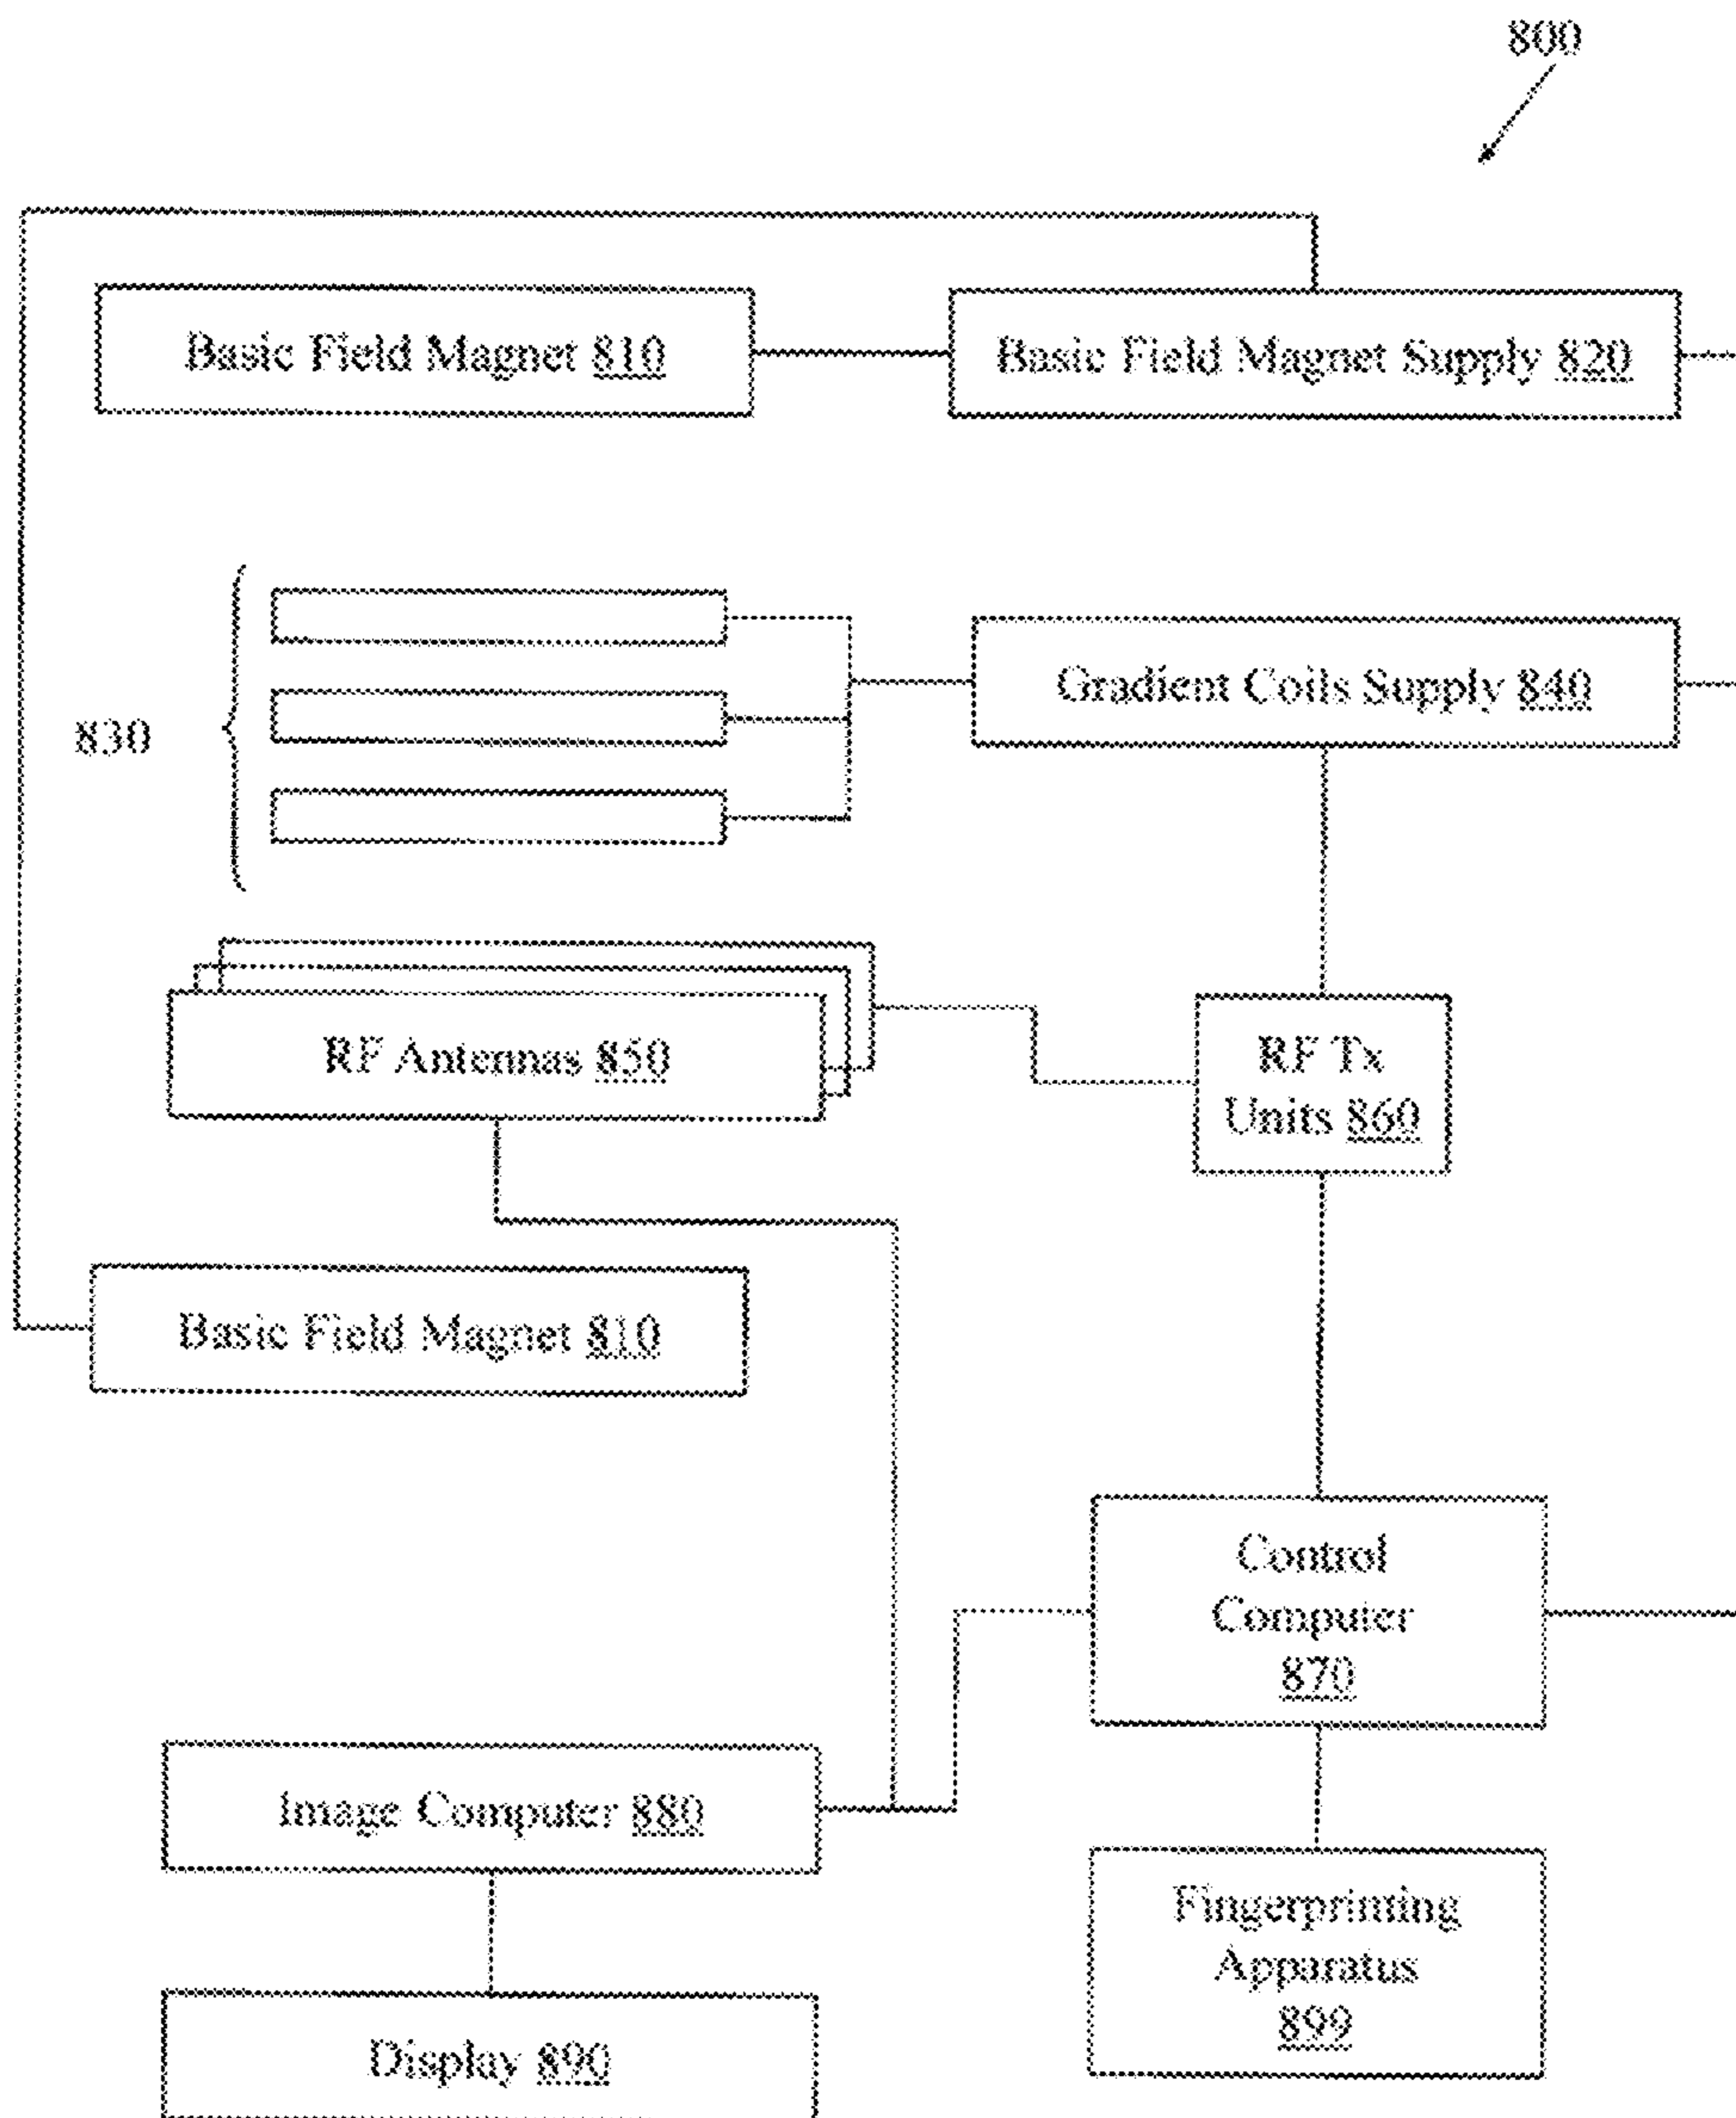 800
Basic Field Magnet 810
Basic Field Magnet Supply 820
830
Gradient Coils Supply 840
RF Antennas 850
RF Tx
Units 860
Basic Field Magnet 810
Control
Computer
870
Image Computer 880
Fingerprinting
Apparatus
899
Display 890